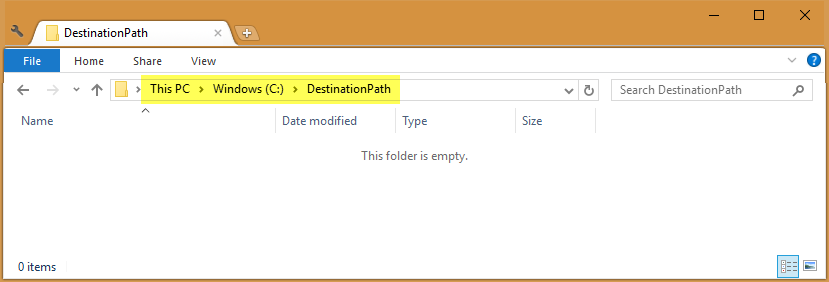 DestinationPath
File Home Share View
This PC Windows (C:) DestinationPath Search DestinationPath
Name Date modified Type Size
This folder is empty.
0 items